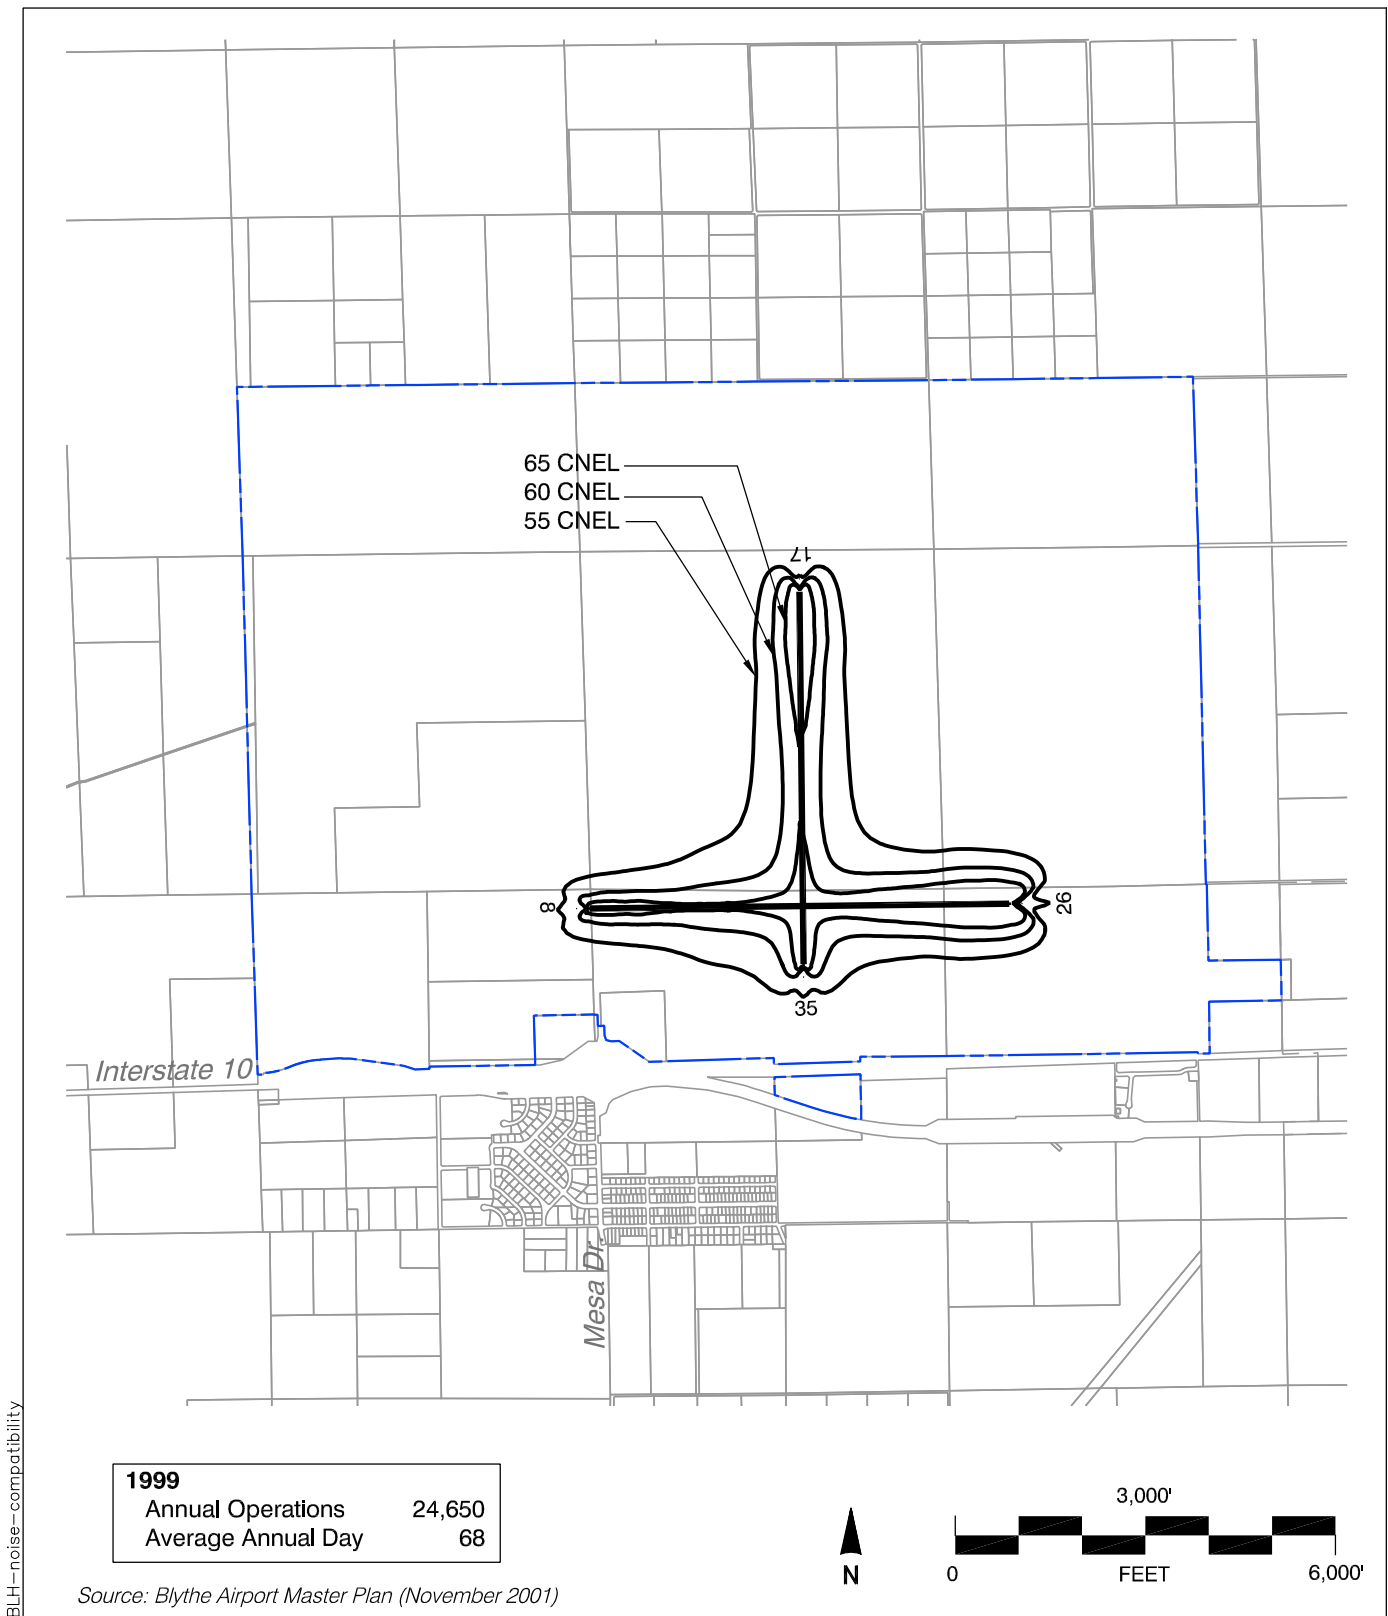 65 CNEL
60 CNEL
55 CNEL
17
8
26
35
Interstate 10
Mesa Dr.
BLH-noise-compatibility
1999
Annual Operations 24,650
Average Annual Day 68
3,000'
N
0 FEET 6,000'
Source: Blythe Airport Master Plan (November 2001)